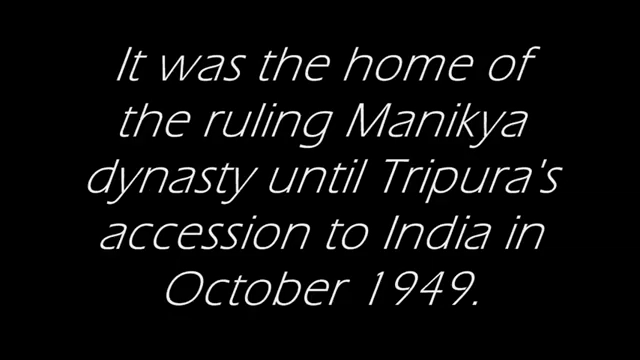 It was the home of
the ruling Manikya
dynasty until Tripura's
accession to India in
October 1949.